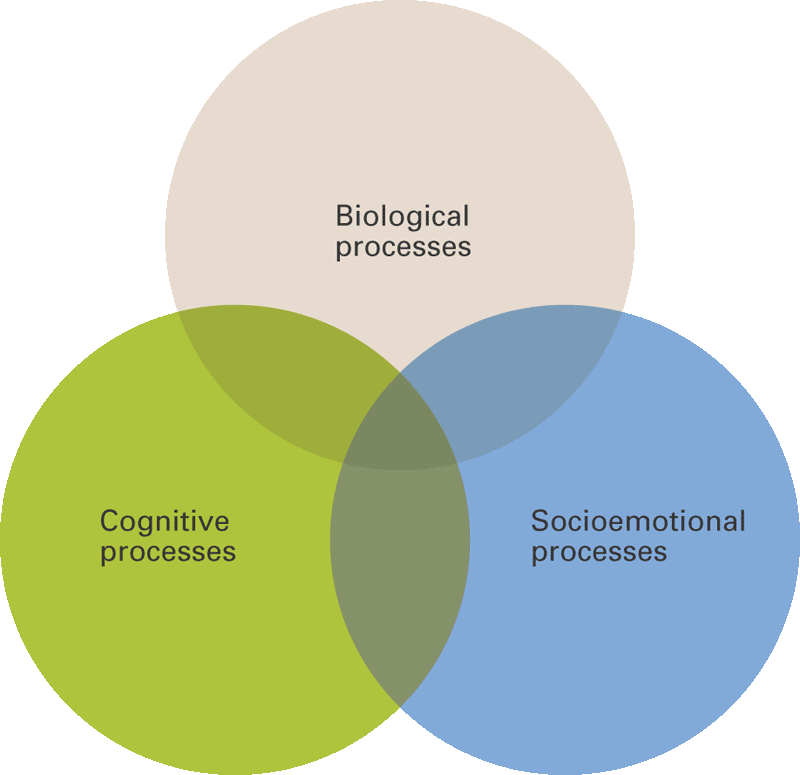 Biological
processes
Cognitive
processes
Socioemotional
processes